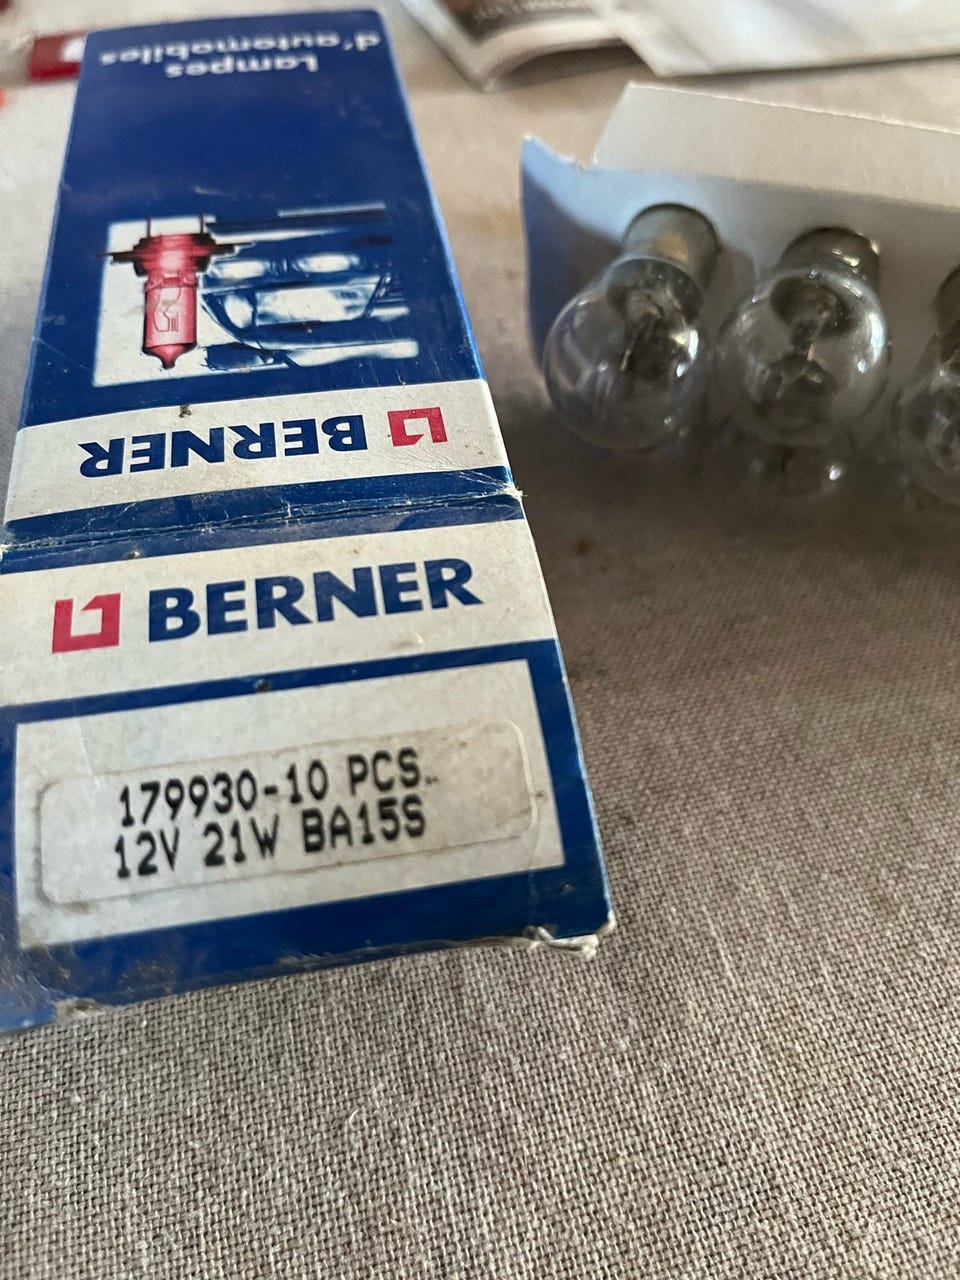 Lampes
d'automobiles
BERNER
BERNER
179930-10 PCS.
12V 21W BA15S